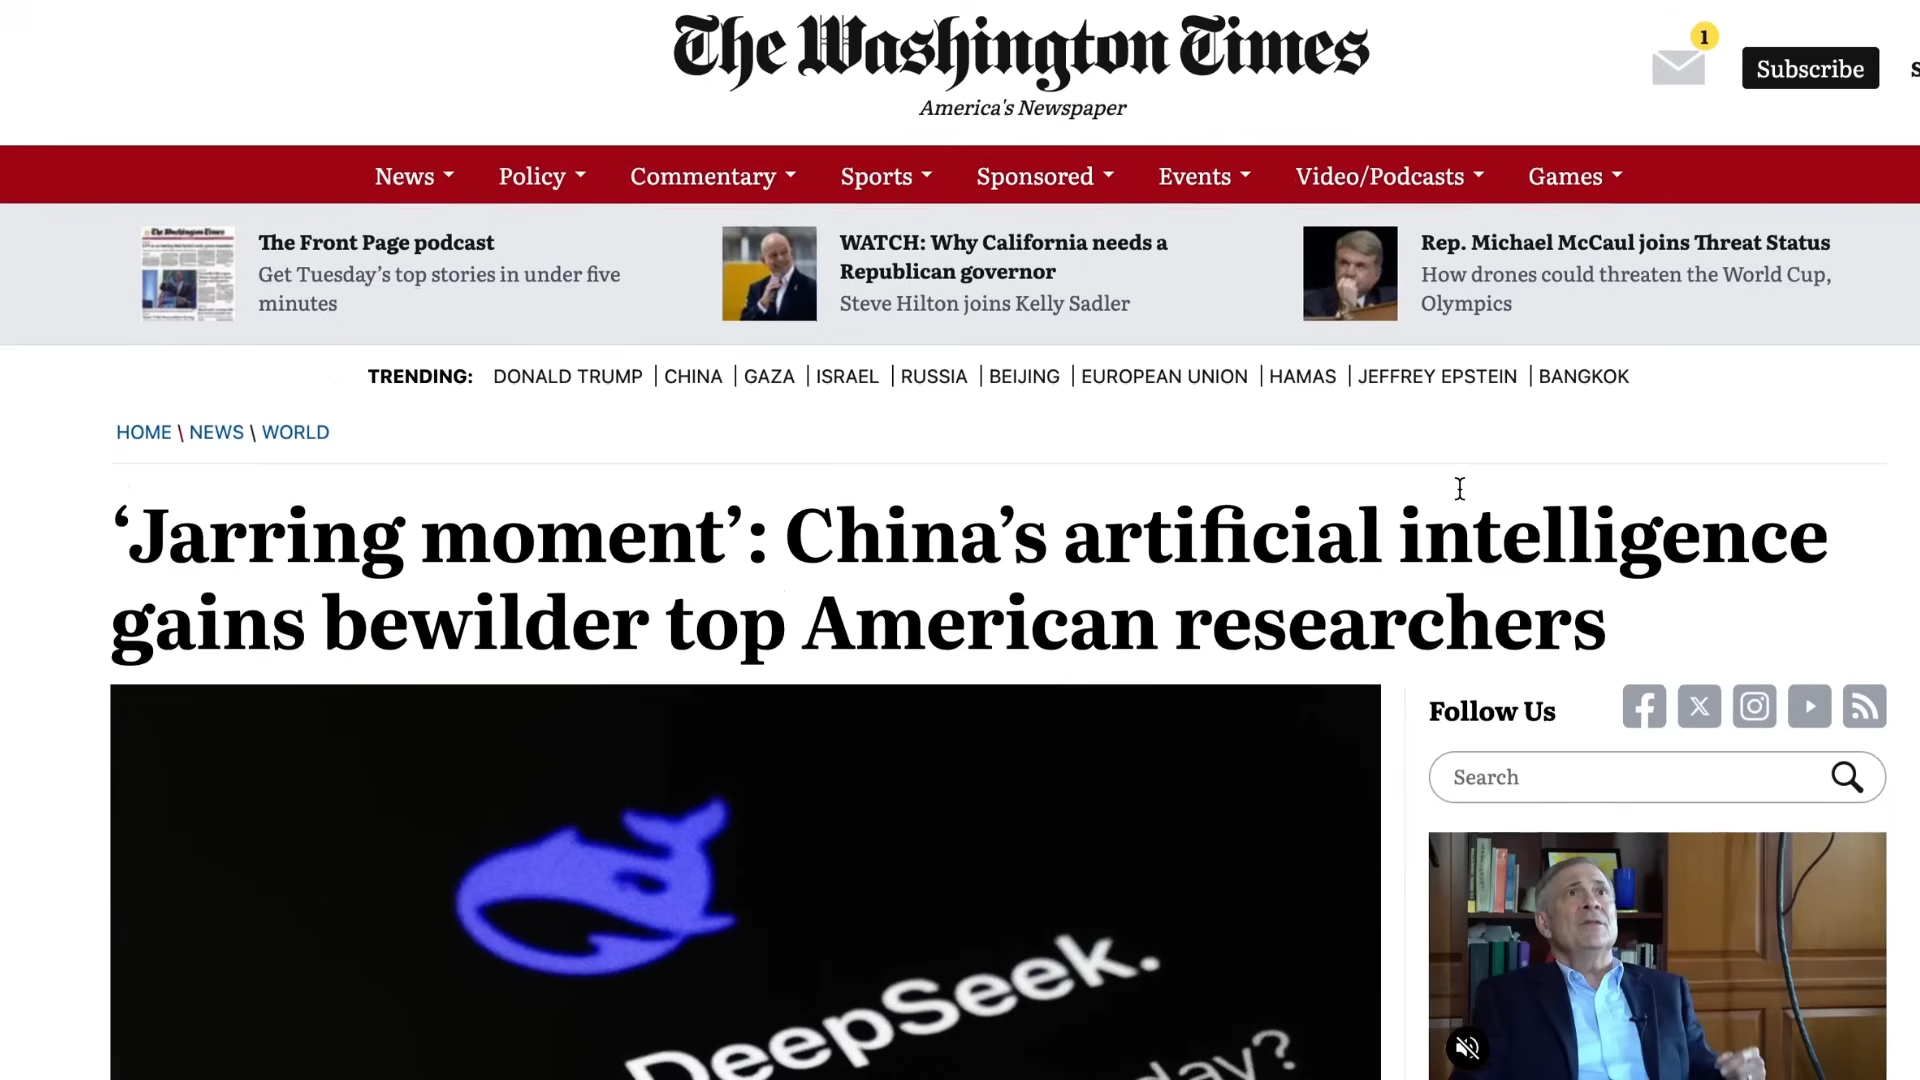 The Washington Times
America's Newspaper
1
Subscribe
News
Policy
Commentary
Sports
Sponsored
Events
Video/Podcasts
Games
The Washington Times
The Front Page podcast
Get Tuesday's top stories in under five
minutes
WATCH: Why California needs a
Republican governor
Steve Hilton joins Kelly Sadler
Rep. Michael McCaul joins Threat Status
How drones could threaten the World Cup,
Olympics
TRENDING: DONALD TRUMP | CHINA | GAZA | ISRAEL | RUSSIA | BEIJING | EUROPEAN UNION | HAMAS | JEFFREY EPSTEIN | BANGKOK
HOME \ NEWS \ WORLD
‘Jarring moment’: China’s artificial intelligence
gains bewilder top American researchers
Follow Us
Search
DeepSeek.